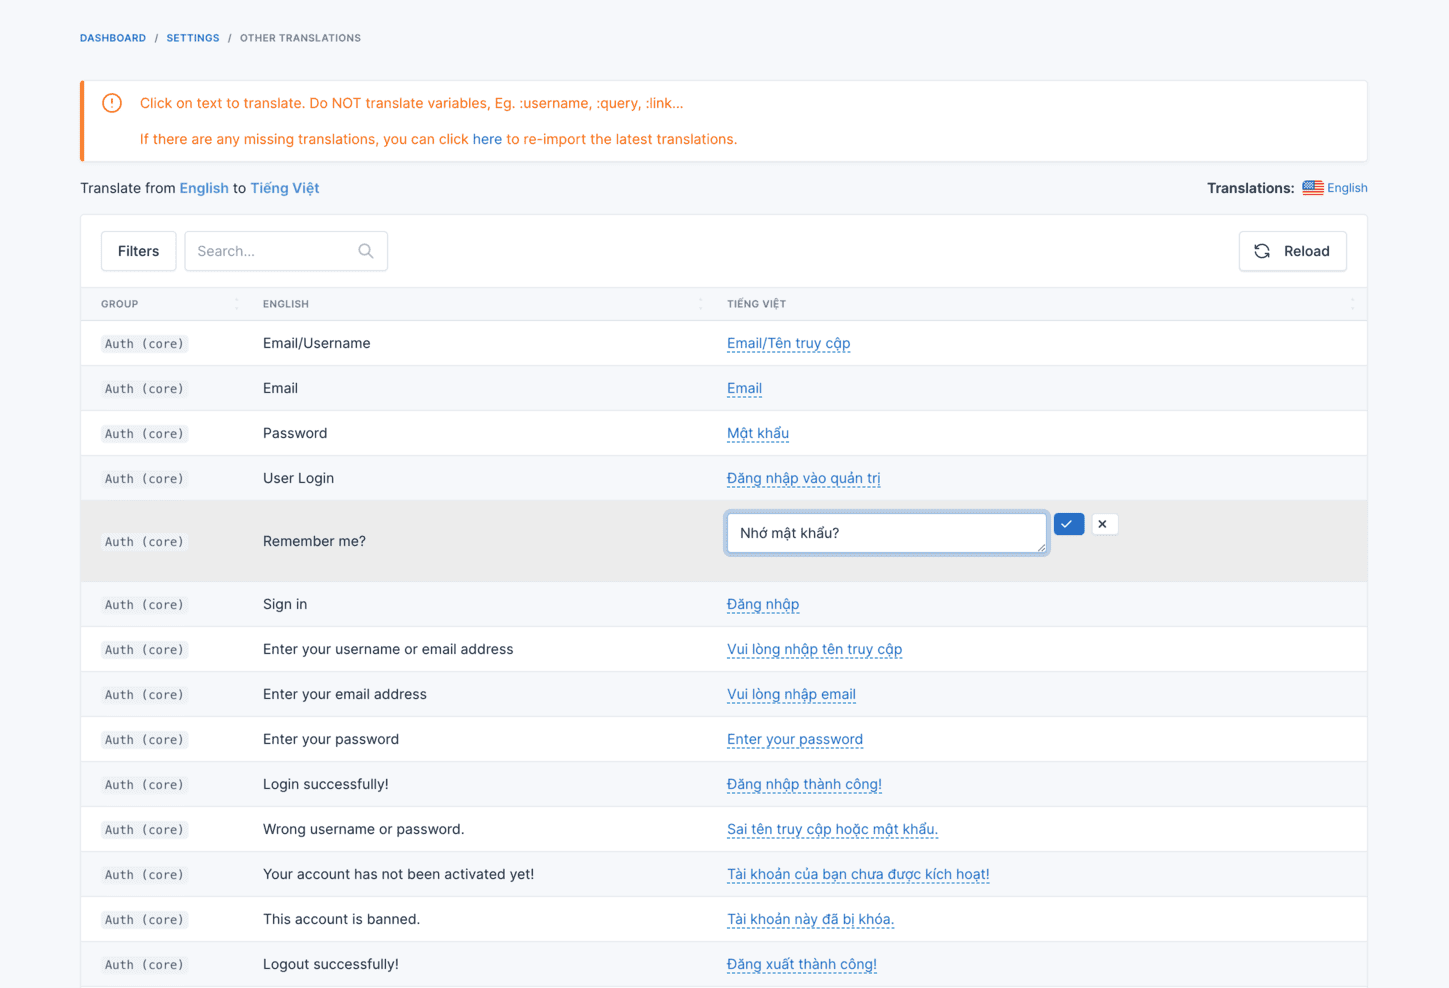 DASHBOARD / SETTINGS / OTHER TRANSLATIONS
Click on text to translate. Do NOT translate variables, Eg. :username, :query, :link...
If there are any missing translations, you can click here to re-import the latest translations.
Translate from English to Tiếng Việt
Translations: English
Filters Search... Reload
GROUP ENGLISH TIẾNG VIỆT
Auth (core) Email/Username Email/Tên truy cập
Auth (core) Email Email
Auth (core) Password Mật khẩu
Auth (core) User Login Đăng nhập vào quản trị
Auth (core) Remember me? Nhớ mật khẩu?
Auth (core) Sign in Đăng nhập
Auth (core) Enter your username or email address Vui lòng nhập tên truy cập
Auth (core) Enter your email address Vui lòng nhập email
Auth (core) Enter your password Enter your password
Auth (core) Login successfully! Đăng nhập thành công!
Auth (core) Wrong username or password. Sai tên truy cập hoặc mật khẩu.
Auth (core) Your account has not been activated yet! Tài khoản của bạn chưa được kích hoạt!
Auth (core) This account is banned. Tài khoản này đã bị khóa.
Auth (core) Logout successfully! Đăng xuất thành công!